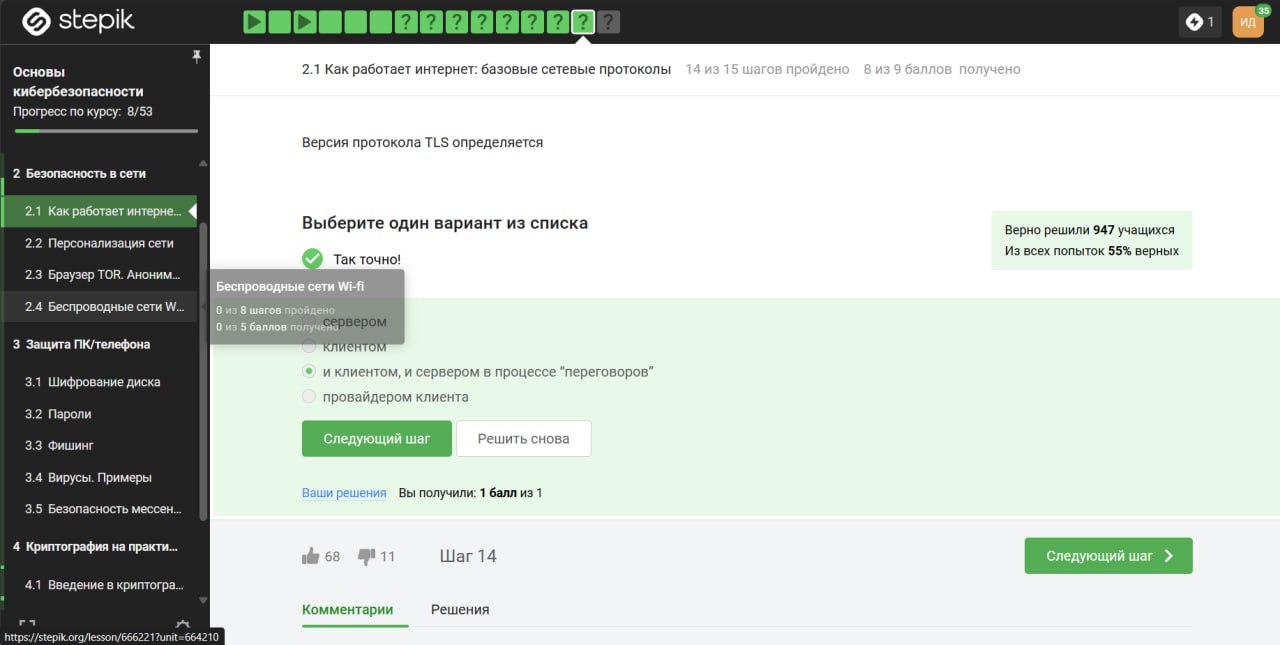 stepik
? ? ? ? ? ? ? ? ?
1
ИД
35
Основы
кибербезопасности
Прогресс по курсу: 8/53
2 Безопасность в сети
2.1 Как работает интерне...
2.2 Персонализация сети
2.3 Браузер TOR. Аноним...
2.4 Беспроводные сети W...
3 Защита ПК/телефона
3.1 Шифрование диска
3.2 Пароли
3.3 Фишинг
3.4 Вирусы. Примеры
3.5 Безопасность мессен...
4 Криптография на практи...
4.1 Введение в криптогра...
https://stepik.org/lesson/666221?unit=664210
Беспроводные сети Wi-fi
0 из 8 шагов пройдено
0 из 5 баллов получено
2.1 Как работает интернет: базовые сетевые протоколы 14 из 15 шагов пройдено 8 из 9 баллов получено
Версия протокола TLS определяется
Выберите один вариант из списка
Так точно!
Верно решили 947 учащихся
Из всех попыток 55% верных
сервером
клиентом
и клиентом, и сервером в процессе “переговоров”
провайдером клиента
Следующий шаг
Решить снова
Ваши решения Вы получили: 1 балл из 1
68 11 Шаг 14
Следующий шаг
Комментарии Решения